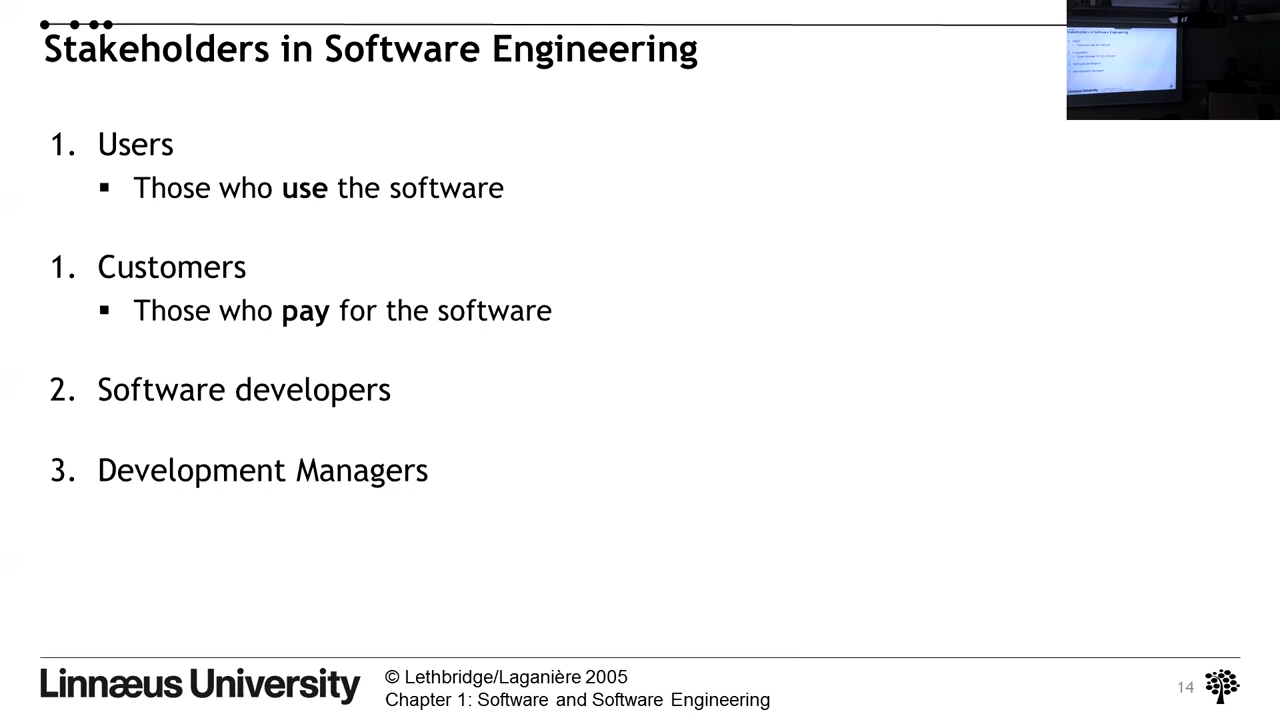 Stakeholders in Software Engineering
1. Users
▪ Those who use the software
1. Customers
▪ Those who pay for the software
2. Software developers
3. Development Managers
Linnæus University
© Lethbridge/Laganière 2005
Chapter 1: Software and Software Engineering
14